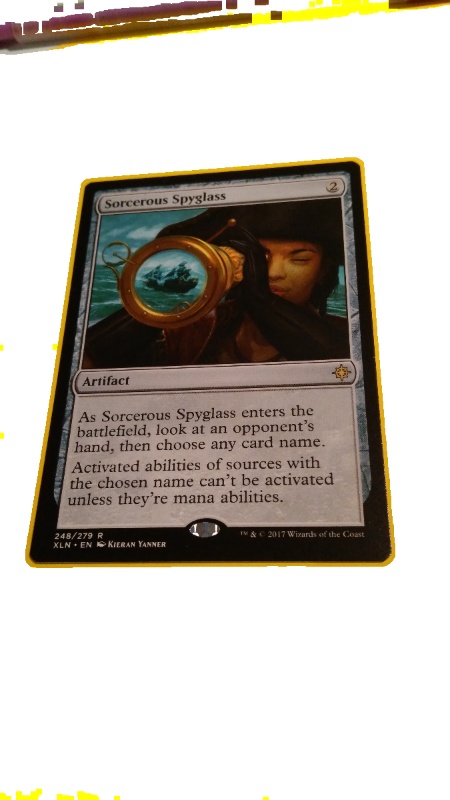 Sorcerous Spyglass
2
Artifact
As Sorcerous Spyglass enters the
battlefield, look at an opponent's
hand, then choose any card name.
Activated abilities of sources with
the chosen name can't be activated
unless they're mana abilities.
248/279 R
XLN • EN Kieran Yanner
™ & © 2017 Wizards of the Coast